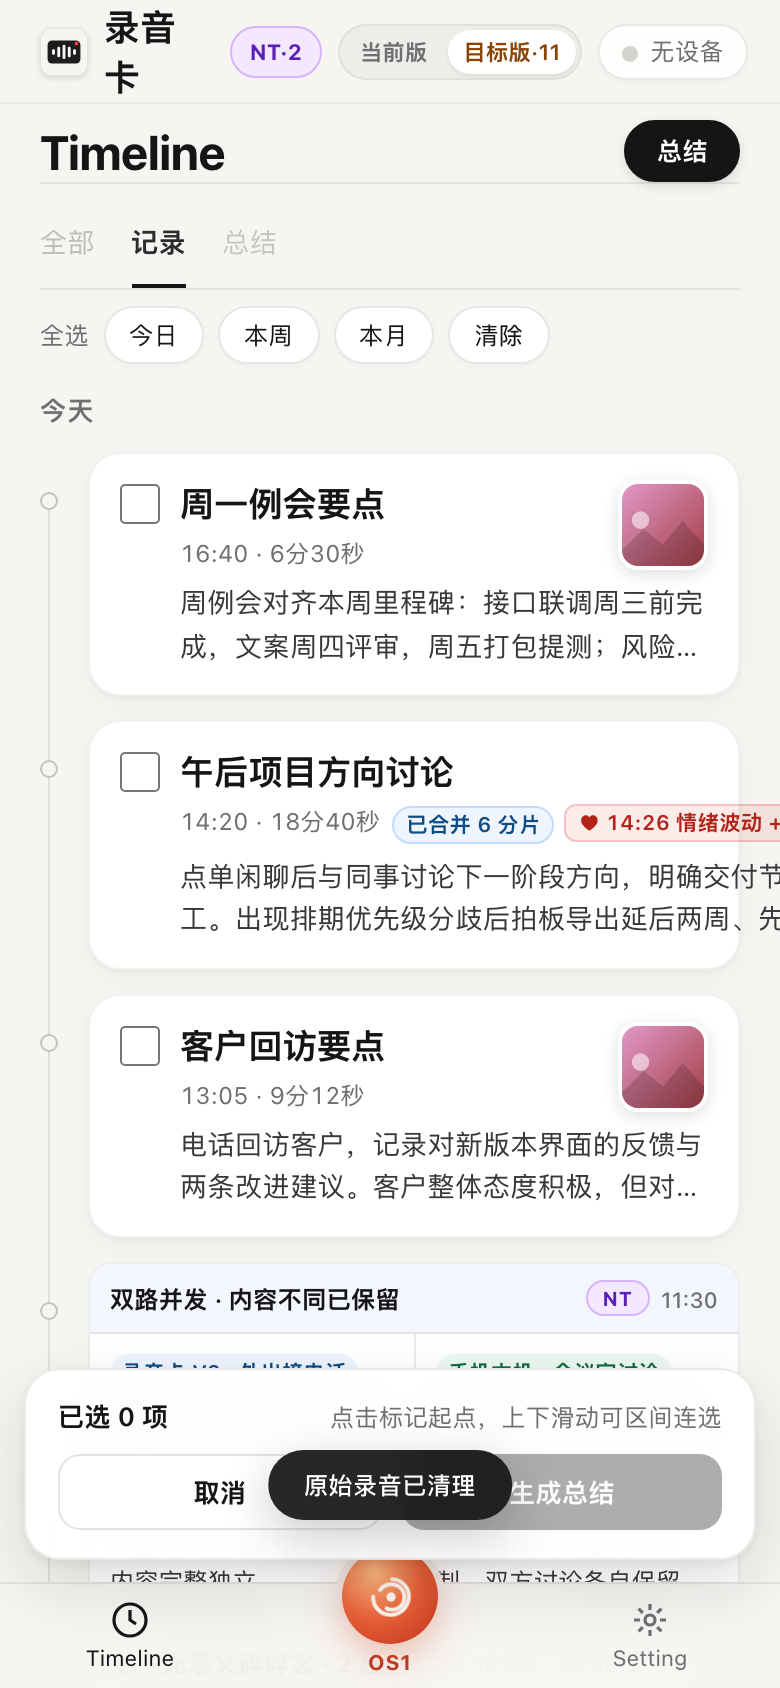 录音卡
NT·2
当前版
目标版·11
无设备
Timeline
总结
全部
记录
总结
全选
今日
本周
本月
清除
今天
周一例会要点
16:40 · 6分30秒
周例会对齐本周里程碑：接口联调周三前完
成，文案周四评审，周五打包提测；风险...
午后项目方向讨论
14:20 · 18分40秒
已合并 6 分片
14:26 情绪波动 +
点单闲聊后与同事讨论下一阶段方向，明确交付节
工。出现排期优先级分歧后拍板导出延后两周、先
客户回访要点
13:05 · 9分12秒
电话回访客户，记录对新版本界面的反馈与
两条改进建议。客户整体态度积极，但对...
双路并发 · 内容不同已保留
NT
11:30
已选 0 项
点击标记起点，上下滑动可区间连选
取消
原始录音已清理
生成总结
内容完整独立
制，双方讨论各自保留
Timeline
OS1
Setting